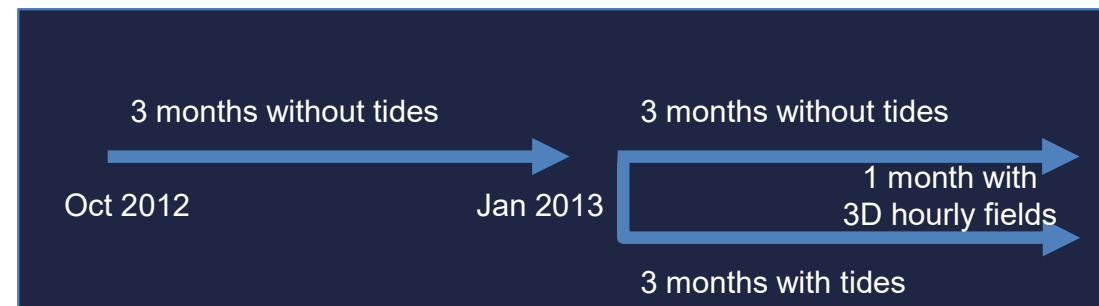 3 months without tides
3 months without tides
Oct 2012
Jan 2013
1 month with
3D hourly fields
3 months with tides